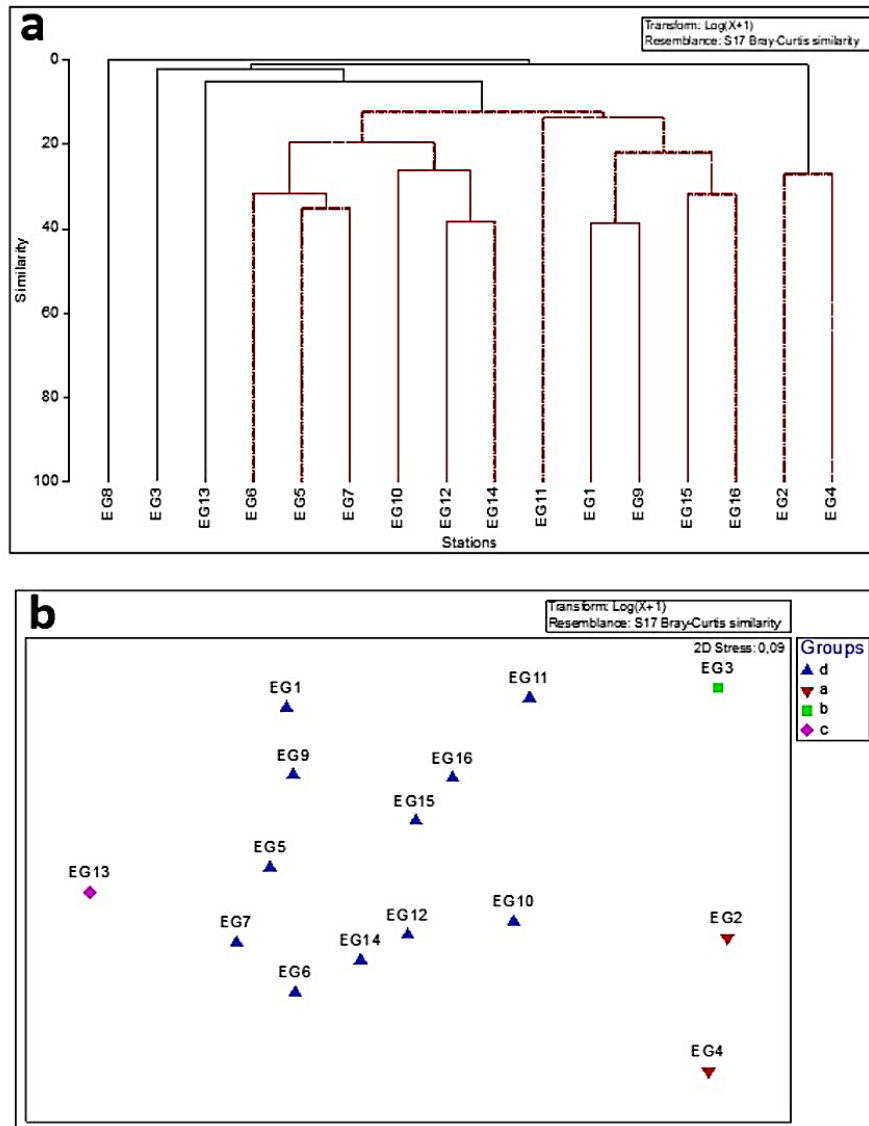 a
Transform: Log(X+1)
Resemblance: S17 Bray-Curtis similarity
0
20
40
60
80
100
Similarity
EG8
EG3
EG13
EG6
EG5
EG7
EG10
EG12
EG14
EG11
EG1
EG9
EG15
EG16
EG2
EG4
Stations
b
Transform: Log(X+1)
Resemblance: S17 Bray-Curtis similarity
2D Stress: 0,09
Groups
d
a
b
c
EG3
EG11
EG1
EG9
EG16
EG15
EG5
EG13
EG7
EG12
EG10
EG2
EG14
EG6
EG4